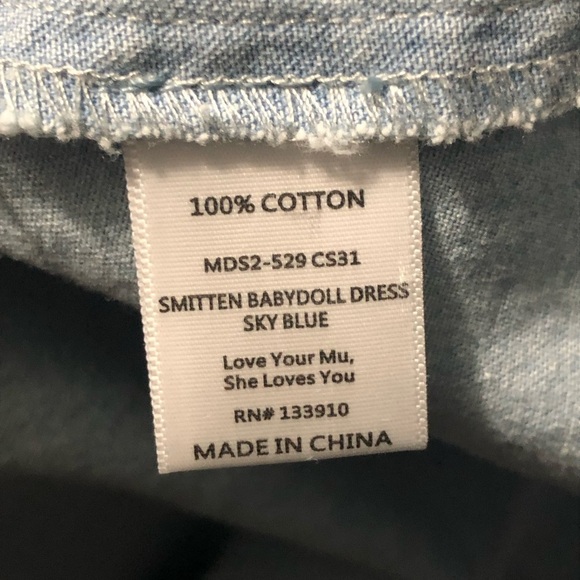 100% COTTON
MDS2-529 CS31
SMITTEN BABYDOLL DRESS
SKY BLUE
Love Your Mu,
She Loves You
RN# 133910
MADE IN CHINA